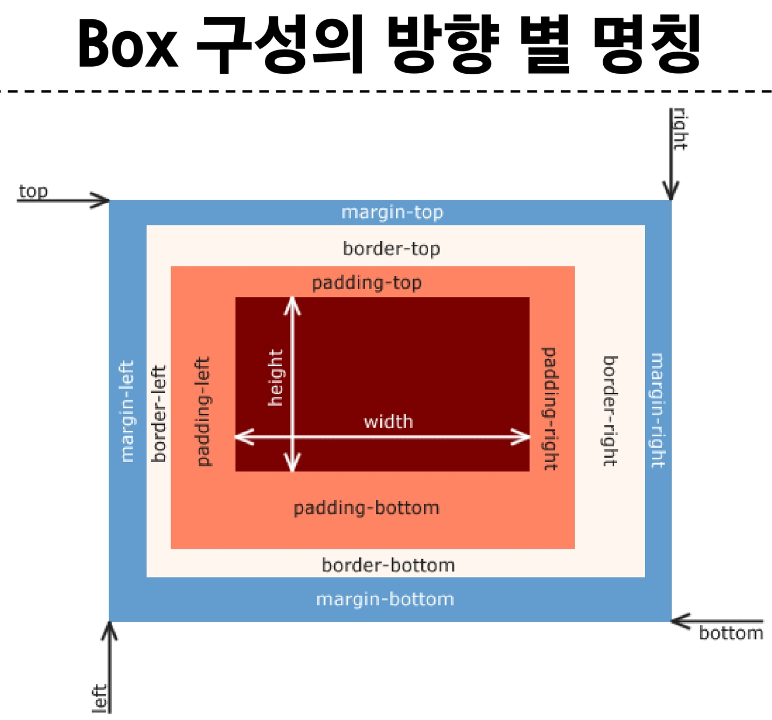 Box 구성의 방향 별 명칭
right
top
margin-top
border-top
padding-top
margin-left
border-left
padding-left
height
width
padding-right
border-right
margin-right
padding-bottom
border-bottom
margin-bottom
bottom
left